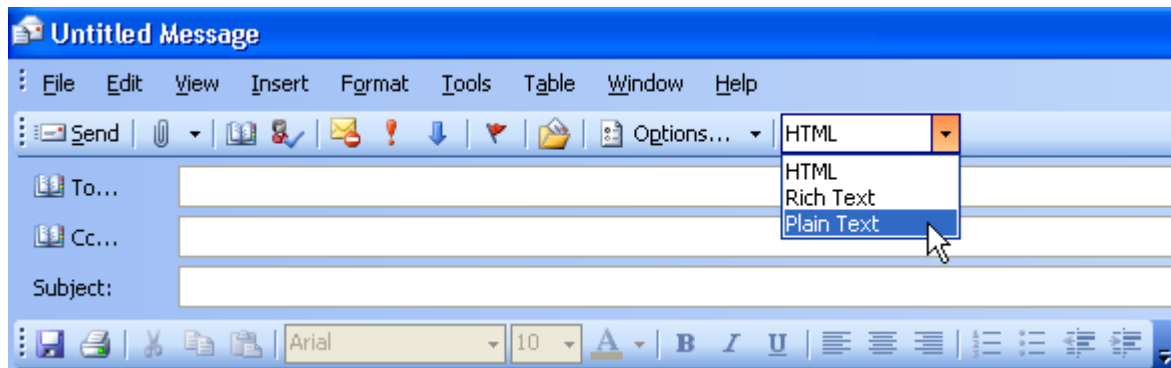 Untitled Message
File Edit View Insert Format Tools Table Window Help
Send Options... HTML
HTML
Rich Text
Plain Text
To...
Cc...
Subject:
Arial 10 A B I U